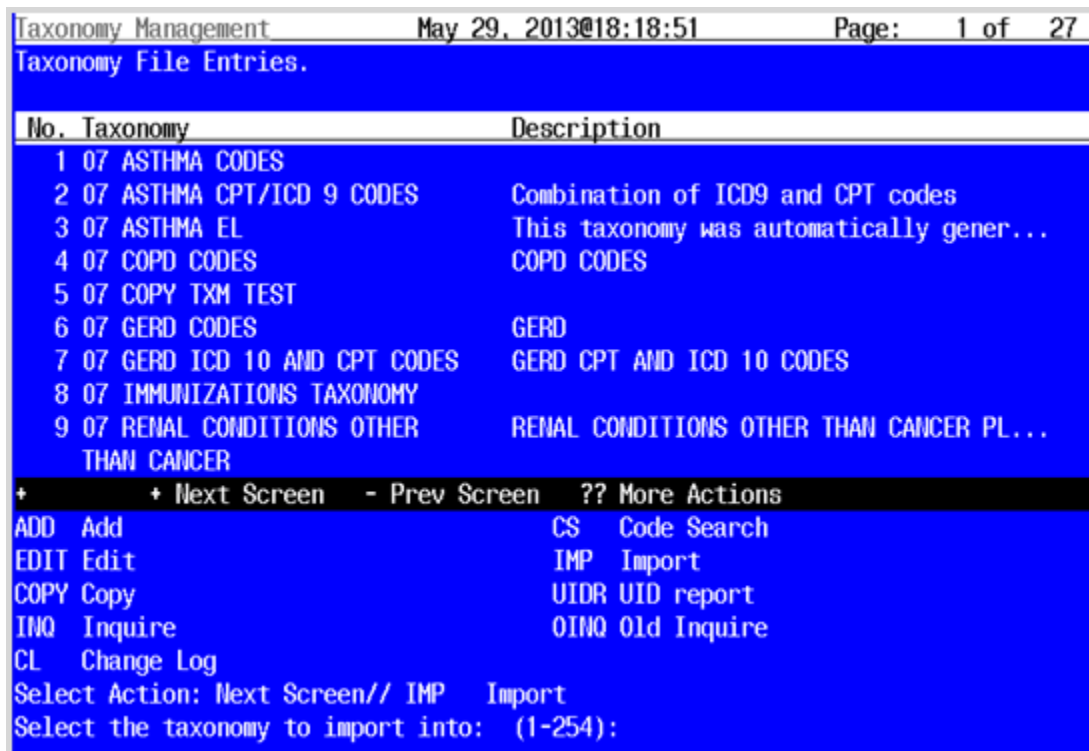 Taxonomy Management May 29, 2013@18:18:51 Page: 1 of 27
Taxonomy File Entries.
No. Taxonomy Description
1 07 ASTHMA CODES
2 07 ASTHMA CPT/ICD 9 CODES Combination of ICD9 and CPT codes
3 07 ASTHMA EL This taxonomy was automatically gener...
4 07 COPD CODES COPD CODES
5 07 COPY TXM TEST
6 07 GERD CODES GERD
7 07 GERD ICD 10 AND CPT CODES GERD CPT AND ICD 10 CODES
8 07 IMMUNIZATIONS TAXONOMY
9 07 RENAL CONDITIONS OTHER RENAL CONDITIONS OTHER THAN CANCER PL...
THAN CANCER
+ + Next Screen - Prev Screen ?? More Actions
ADD Add CS Code Search
EDIT Edit IMP Import
COPY Copy UIDR UID report
INQ Inquire OINQ Old Inquire
CL Change Log
Select Action: Next Screen// IMP Import
Select the taxonomy to import into: (1-254):